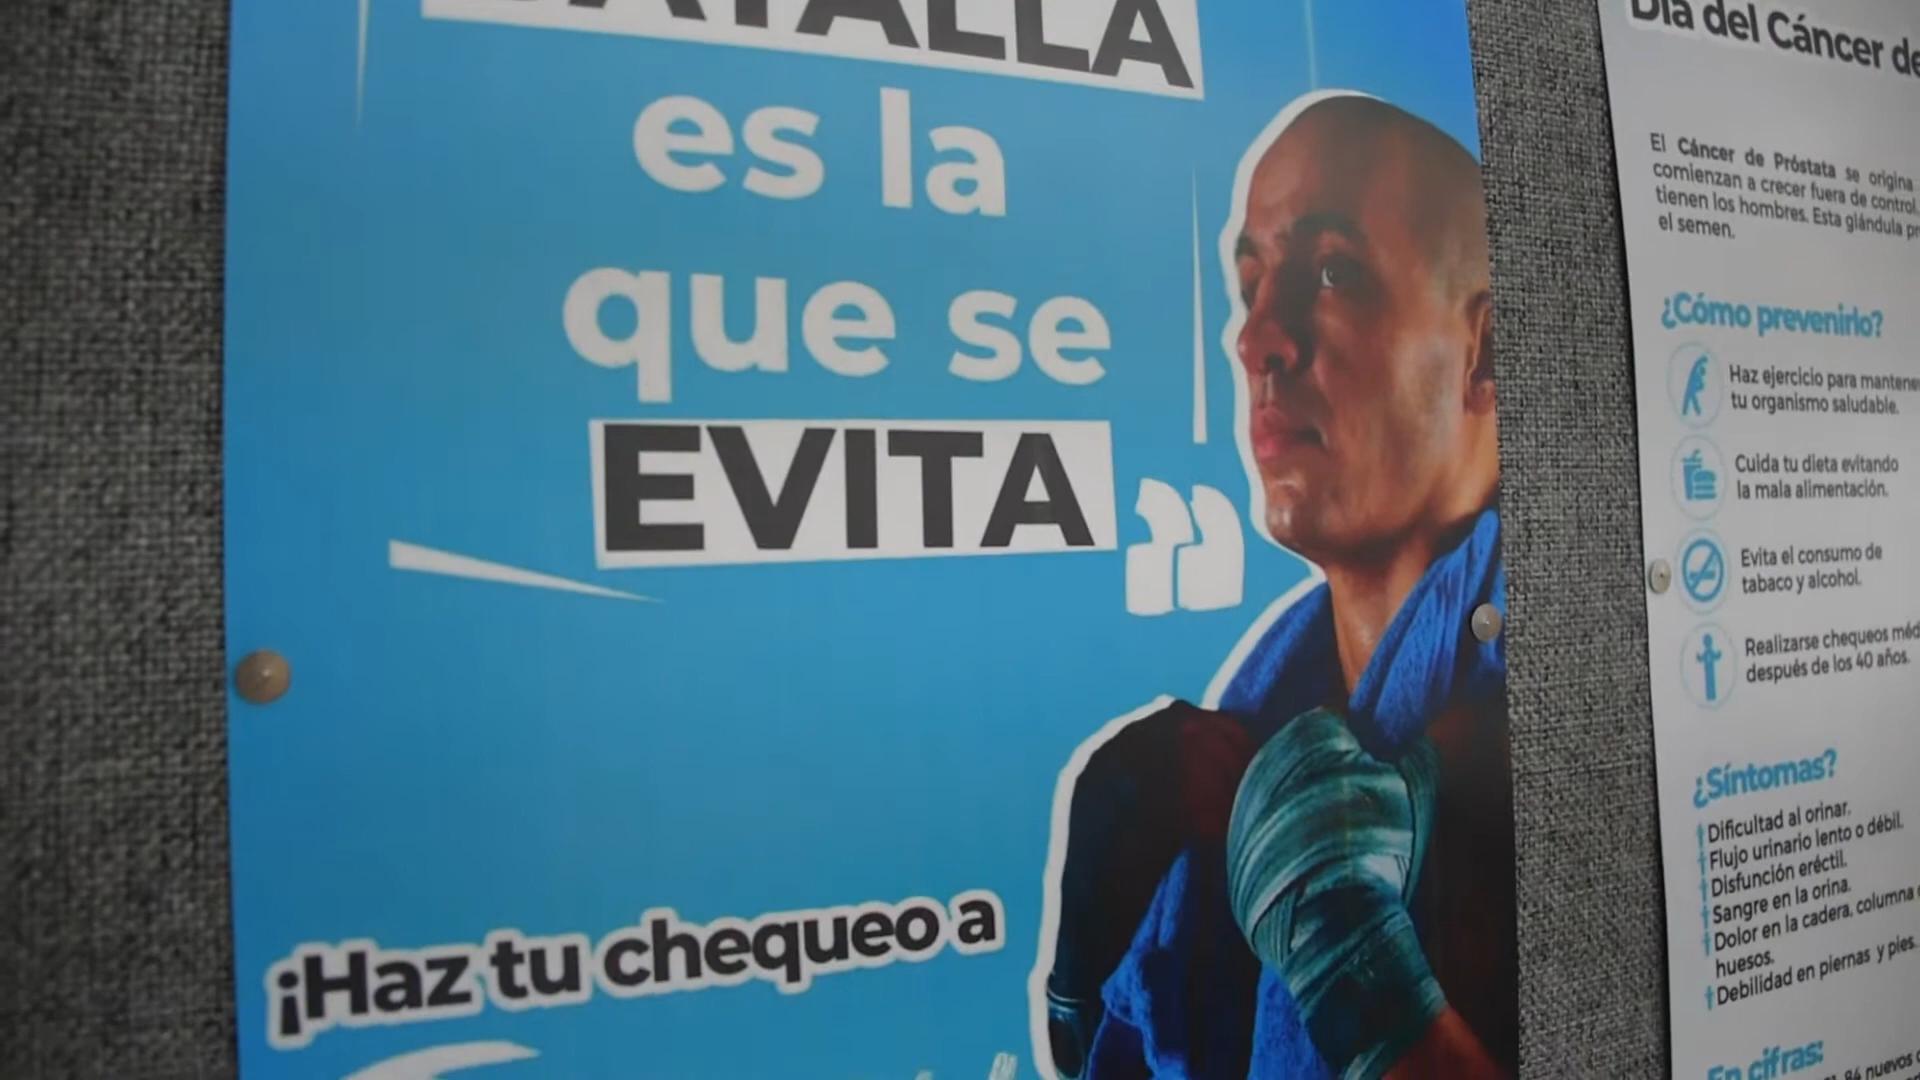 BATALLA
es la
que se
EVITA
¡Haz tu chequeo a
Día del Cáncer de
El Cáncer de Próstata se origina
comienzan a crecer fuera de control.
tienen los hombres. Esta glándula
el semen.
¿Cómo prevenirlo?
Haz ejercicio para mantener
tu organismo saludable.
Cuida tu dieta evitando
la mala alimentación.
Evita el consumo de
tabaco y alcohol.
Realizarse chequeos
después de los 40 años.
¿Síntomas?
Dificultad al orinar.
Flujo urinario lento o débil.
Disfunción eréctil.
Sangre en la orina.
Dolor en la cadera, columna
huesos.
Debilidad en piernas y pies.
En cifras:
84 nuevos